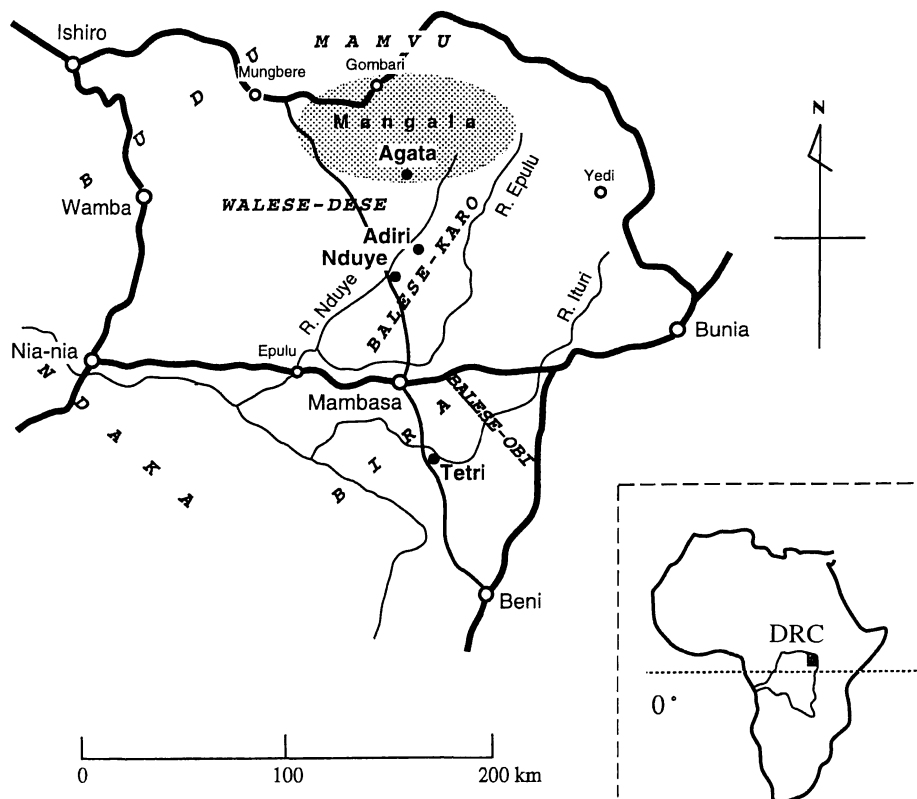 Ishiro
MAMVU
Mungbere
Gombari
BUDU
Mangala
Agata
Yedi
N
Wamba
WALESE-DESE
R. Epulu
Adiri
Nduye
BALESE-KARO
R. Nduye
R. Ituri
Bunia
Nia-nia
Epulu
Mambasa
NDAKA
BALESE-OBI
BIRA
Tetri
Beni
DRC
0°
0 100 200 km